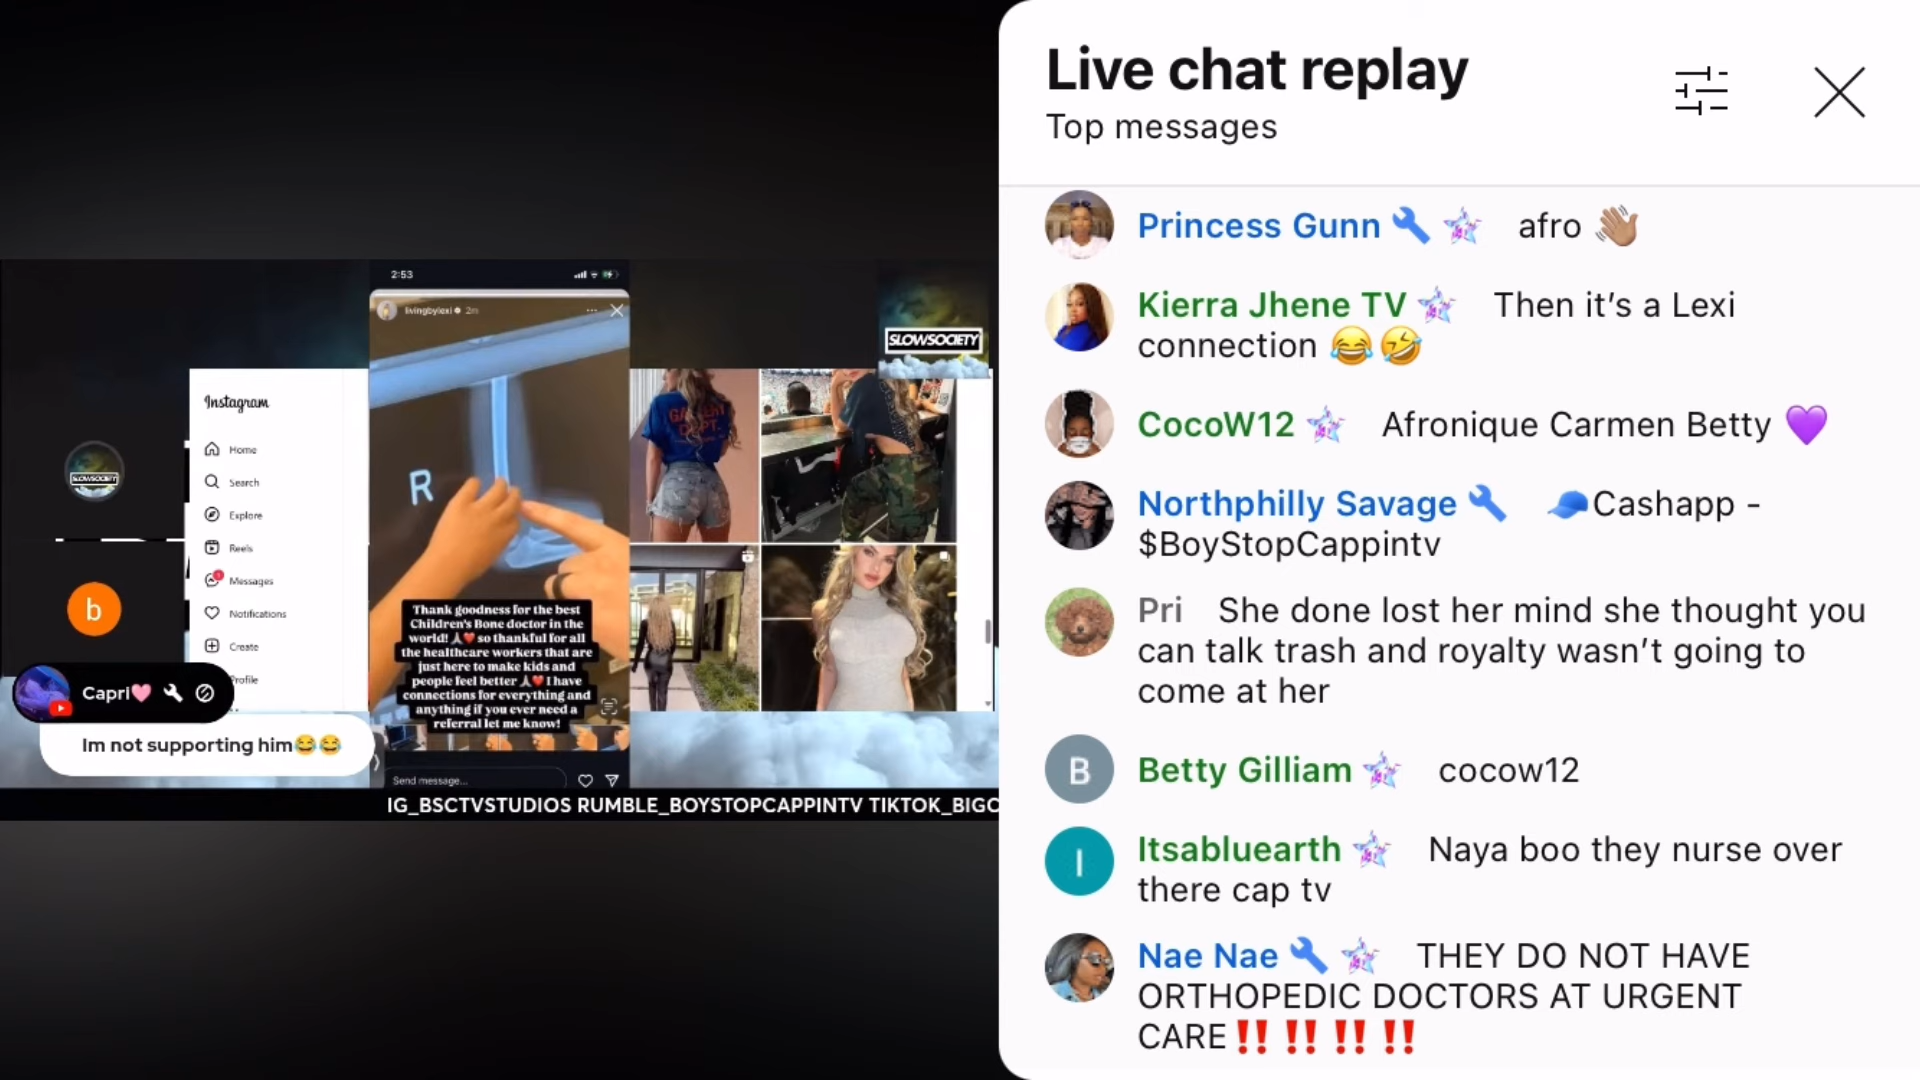 2:53
livingbylexi 2m
SLOWSOCIETY
Instagram
Home
Search
Explore
Reels
Messages
Notifications
Create
Profile
SLOWSOCIETY
b
R
GALLERY
DEPT.
Thank goodness for the best
Children's Bone doctor in the
world! 🙏❤️ so thankful for all
the healthcare workers that are
just here to make kids and
people feel better 🙏❤️ I have
connections for everything and
anything if you ever need a
referral let me know!
Send message...
Capri🩷
Im not supporting him😂😂
IG_BSCTVSTUDIOS RUMBLE_BOYSTOPCAPPINTV TIKTOK_BIGC
Live chat replay
Top messages
Princess Gunn afro 👋🏽
Kierra Jhene TV Then it’s a Lexi
connection 😂🤣
CocoW12 Afronique Carmen Betty 💜
Northphilly Savage 🧢Cashapp -
$BoyStopCappintv
Pri She done lost her mind she thought you
can talk trash and royalty wasn’t going to
come at her
B
Betty Gilliam cocow12
I
Itsabluearth Naya boo they nurse over
there cap tv
Nae Nae THEY DO NOT HAVE
ORTHOPEDIC DOCTORS AT URGENT
CARE‼️‼️‼️‼️